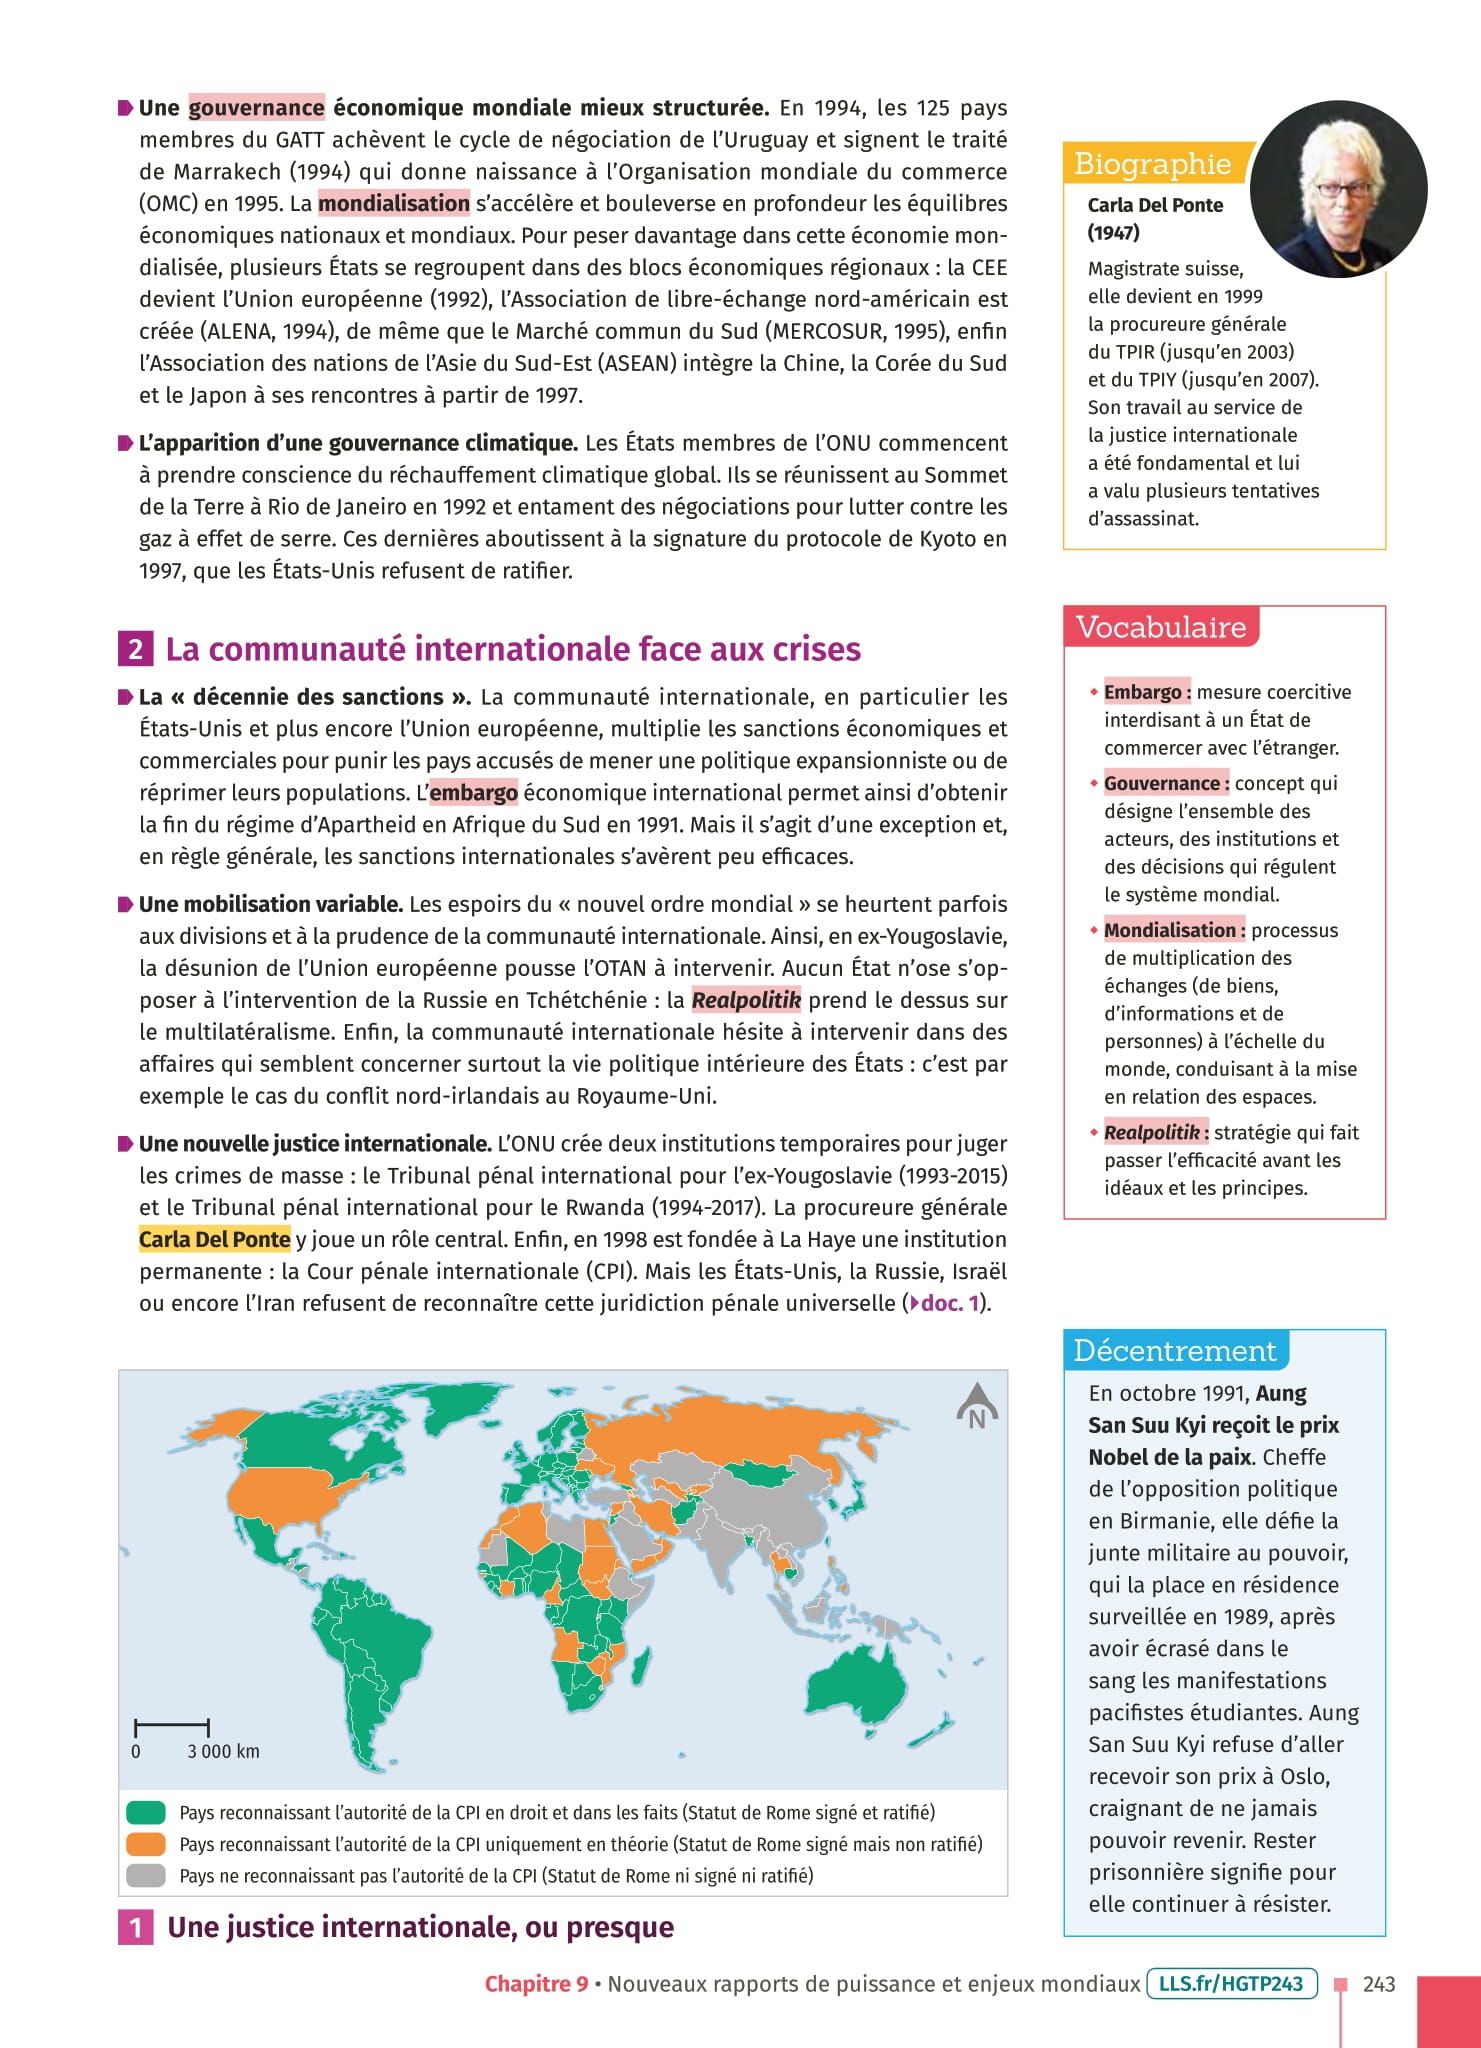 Une gouvernance économique mondiale mieux structurée. En 1994, les 125 pays
membres du GATT achèvent le cycle de négociation de l'Uruguay et signent le traité
de Marrakech (1994) qui donne naissance à l'Organisation mondiale du commerce
(OMC) en 1995. La mondialisation s'accélère et bouleverse en profondeur les équilibres
économiques nationaux et mondiaux. Pour peser davantage dans cette économie mon-
dialisée, plusieurs États se regroupent dans des blocs économiques régionaux : la CEE
devient l'Union européenne (1992), l'Association de libre-échange nord-américain est
créée (ALENA, 1994), de même que le Marché commun du Sud (MERCOSUR, 1995), enfin
l'Association des nations de l'Asie du Sud-Est (ASEAN) intègre la Chine, la Corée du Sud
et le Japon à ses rencontres à partir de 1997.
L'apparition d'une gouvernance climatique. Les États membres de l'ONU commencent
à prendre conscience du réchauffement climatique global. Ils se réunissent au Sommet
de la Terre à Rio de Janeiro en 1992 et entament des négociations pour lutter contre les
gaz à effet de serre. Ces dernières aboutissent à la signature du protocole de Kyoto en
1997, que les États-Unis refusent de ratifier.
2 La communauté internationale face aux crises
La « décennie des sanctions ». La communauté internationale, en particulier les
États-Unis et plus encore l'Union européenne, multiplie les sanctions économiques et
commerciales pour punir les pays accusés de mener une politique expansionniste ou de
réprimer leurs populations. L'embargo économique international permet ainsi d'obtenir
la fin du régime d'Apartheid en Afrique du Sud en 1991. Mais il s'agit d'une exception et,
en règle générale, les sanctions internationales s'avèrent peu efficaces.
Une mobilisation variable. Les espoirs du « nouvel ordre mondial » se heurtent parfois
aux divisions et à la prudence de la communauté internationale. Ainsi, en ex-Yougoslavie,
la désunion de l'Union européenne pousse l'OTAN à intervenir. Aucun État n'ose s'op-
poser à l'intervention de la Russie en Tchétchénie : la Realpolitik prend le dessus sur
le multilatéralisme. Enfin, la communauté internationale hésite à intervenir dans des
affaires qui semblent concerner surtout la vie politique intérieure des États : c'est par
exemple le cas du conflit nord-irlandais au Royaume-Uni.
Une nouvelle justice internationale. L'ONU crée deux institutions temporaires pour juger
les crimes de masse : le Tribunal pénal international pour l'ex-Yougoslavie (1993-2015)
et le Tribunal pénal international pour le Rwanda (1994-2017). La procureure générale
Carla Del Ponte y joue un rôle central. Enfin, en 1998 est fondée à La Haye une institution
permanente : la Cour pénale internationale (CPI). Mais les États-Unis, la Russie, Israël
ou encore l'Iran refusent de reconnaître cette juridiction pénale universelle (doc. 1).
N
0 3 000 km
Pays reconnaissant l'autorité de la CPI en droit et dans les faits (Statut de Rome signé et ratifié)
Pays reconnaissant l'autorité de la CPI uniquement en théorie (Statut de Rome signé mais non ratifié)
Pays ne reconnaissant pas l'autorité de la CPI (Statut de Rome ni signé ni ratifié)
1 Une justice internationale, ou presque
Biographie
Carla Del Ponte
(1947)
Magistrate suisse,
elle devient en 1999
la procureure générale
du TPIR (jusqu'en 2003)
et du TPIY (jusqu'en 2007).
Son travail au service de
la justice internationale
a été fondamental et lui
a valu plusieurs tentatives
d'assassinat.
Vocabulaire
Embargo : mesure coercitive
interdisant à un État de
commercer avec l'étranger.
Gouvernance : concept qui
désigne l'ensemble des
acteurs, des institutions et
des décisions qui régulent
le système mondial.
Mondialisation : processus
de multiplication des
échanges (de biens,
d'informations et de
personnes) à l'échelle du
monde, conduisant à la mise
en relation des espaces.
Realpolitik : stratégie qui fait
passer l'efficacité avant les
idéaux et les principes.
Décentrement
En octobre 1991, Aung
San Suu Kyi reçoit le prix
Nobel de la paix. Cheffe
de l'opposition politique
en Birmanie, elle défie la
junte militaire au pouvoir,
qui la place en résidence
surveillée en 1989, après
avoir écrasé dans le
sang les manifestations
pacifistes étudiantes. Aung
San Suu Kyi refuse d'aller
recevoir son prix à Oslo,
craignant de ne jamais
pouvoir revenir. Rester
prisonnière signifie pour
elle continuer à résister.
Chapitre 9 • Nouveaux rapports de puissance et enjeux mondiaux LLS.fr/HGTP243 243